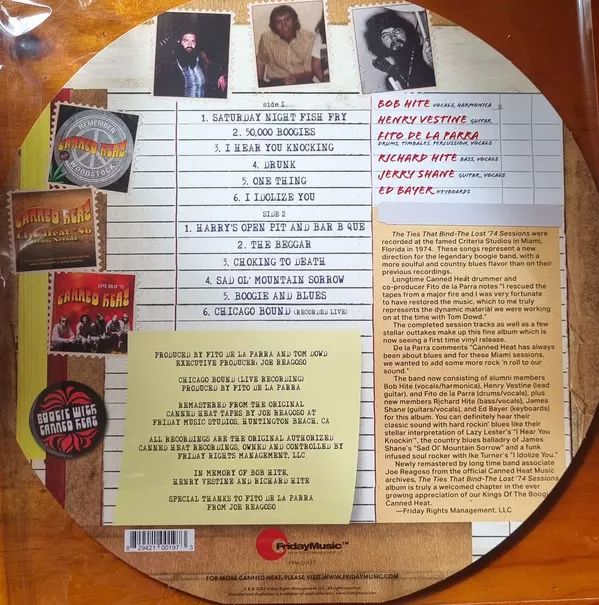 side 1
1. SATURDAY NIGHT FISH FRY
2. 50,000 BOOGIES
3. I HEAR YOU KNOCKING
4. DRUNK
5. ONE THING
6. I IDOLIZE YOU
SIDE 2
1. HARRY'S OPEN PIT AND BAR B QUE
2. THE BEGGAR
3. CHOKING TO DEATH
4. SAD OL' MOUNTAIN SORROW
5. BOOGIE AND BLUES
6. CHICAGO BOUND (RECORDED LIVE)
BOB HITE VOCALS, HARMONICA
HENRY VESTINE GUITAR
FITO DE LA PARRA
DRUMS, TIMBALES, PERCUSSION, VOCALS
RICHARD HITE BASS, VOCALS
JERRY SHANE GUITAR, VOCALS
ED BAYER KEYBOARDS
REMEMBER
CANNED HEAT
WOODSTOCK
CANNED HEAT
CANNED HEAT
BOOGIE WITH
CANNED HEAT
PRODUCED BY FITO DE LA PARRA AND TOM DOWD
EXECUTIVE PRODUCER: JOE REAGOSO
CHICAGO BOUND (LIVE RECORDING)
PRODUCED BY FITO DE LA PARRA
REMASTERED FROM THE ORIGINAL
CANNED HEAT TAPES BY JOE REAGOSO AT
FRIDAY MUSIC STUDIOS, HUNTINGTON BEACH, CA
ALL RECORDINGS ARE THE ORIGINAL AUTHORIZED
CANNED HEAT RECORDINGS, OWNED AND CONTROLLED BY
FRIDAY RIGHTS MANAGEMENT, LLC
IN MEMORY OF BOB HITE,
HENRY VESTINE AND RICHARD HITE
SPECIAL THANKS TO FITO DE LA PARRA
FROM JOE REAGOSO
The Ties That Bind-The Lost '74 Sessions were
recorded at the famed Criteria Studios in Miami,
Florida in 1974. These songs represent a new
direction for the legendary boogie band, with a
more soulful and country blues flavor than on their
previous recordings.
Longtime Canned Heat drummer and
co-producer Fito de la Parra notes "I rescued the
tapes from a major fire and I was very fortunate
to have restored the music, which to me truly
represents the dynamic material we were working
on at the time with Tom Dowd."
The completed session tracks as well as a few
stellar outtakes make up this fine album which is
now seeing a first time vinyl release.
De la Parra comments "Canned Heat has
always been about blues and for these Miami sessions,
we wanted to add some more rock 'n roll to our
sound."
The band now consisting of alumni members
Bob Hite (vocals/harmonica), Henry Vestine (lead
guitar), and Fito de la Parra (drums/vocals), plus
new members Richard Hite (bass/vocals), James
Shane (guitars/vocals), and Ed Bayer (keyboards)
for this album. You can definitely hear their
classic sound with hard rockin' blues like their
stellar interpretation of Lazy Lester's "I Hear You
Knockin'", the country blues balladry of James
Shane's "Sad Ol' Mountain Sorrow" and a funk
infused soul rocker with Ike Turner's "I Idolize You."
Newly remastered by long time band associate
Joe Reagoso from the official Canned Heat Music
archives, The Ties That Bind-The Lost '74 Sessions
album is truly a welcomed chapter in the ever
growing appreciation of our Kings Of The Boogie
Canned Heat.
—Friday Rights Management, LLC
8 29421 00197 3
FridayMusic™
FOR MORE CANNED HEAT, PLEASE VISIT WWW.FRIDAYMUSIC.COM